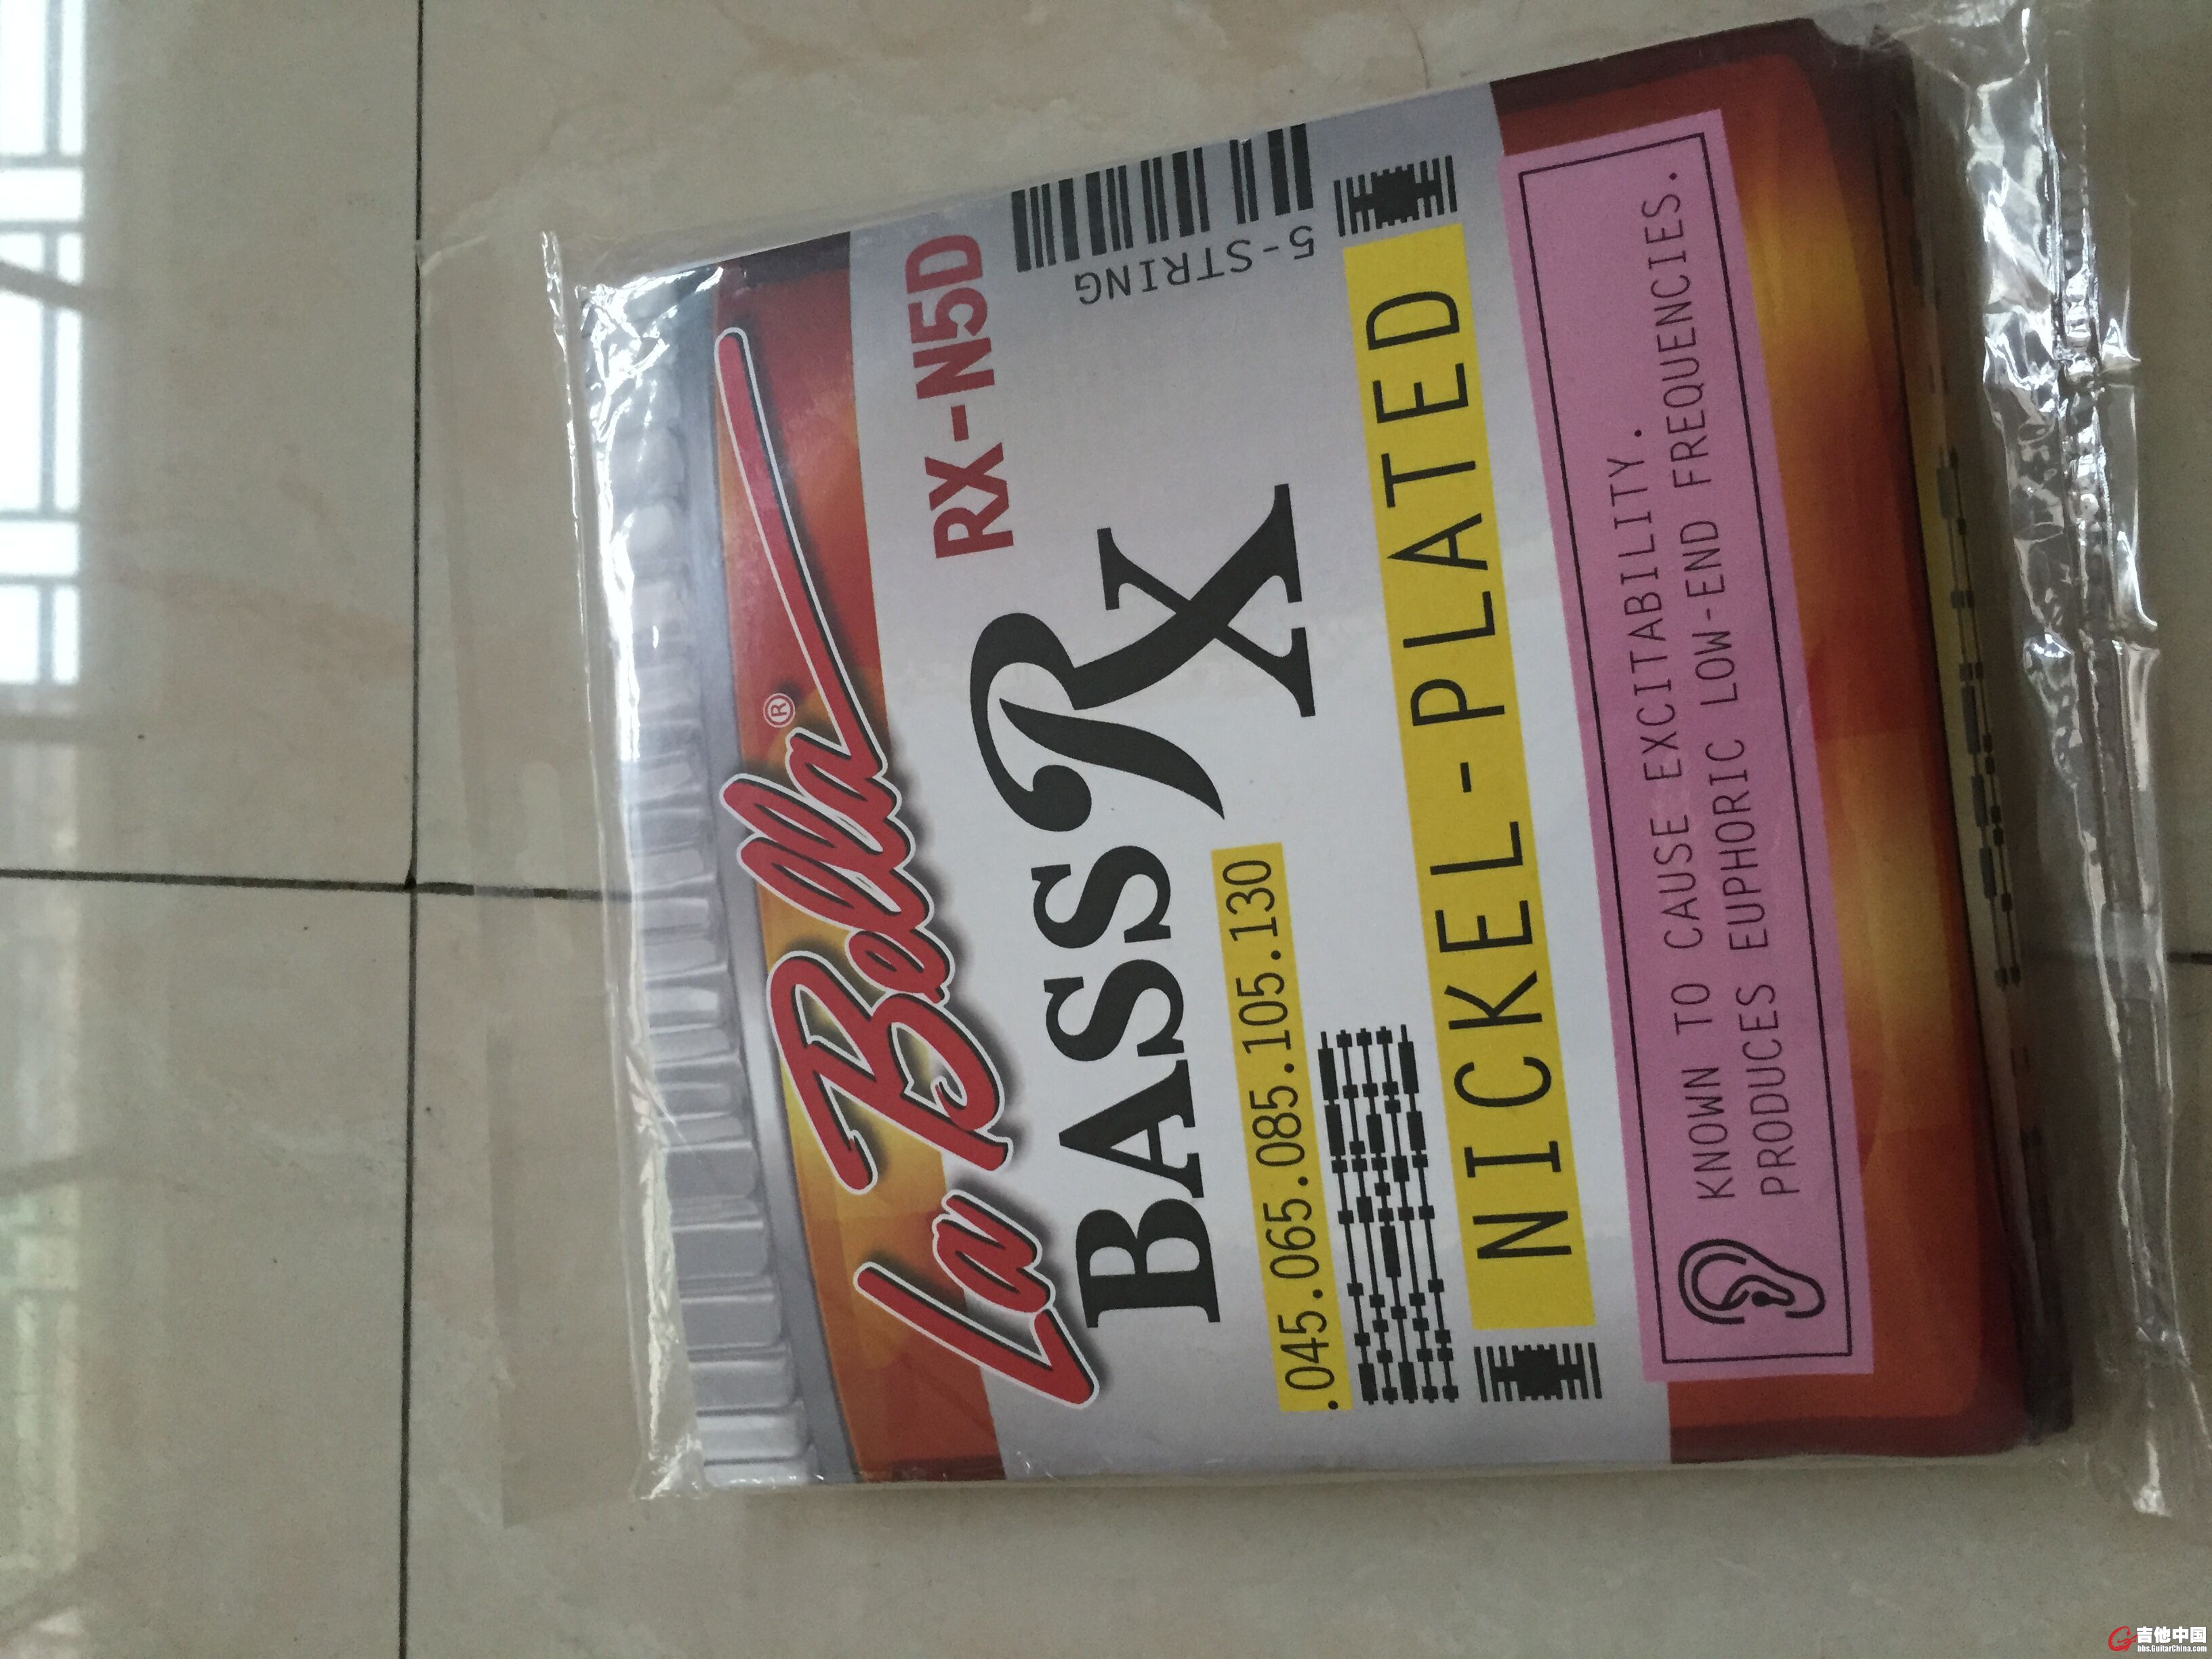 La Bella®
RX-N5D
BASS Rx
5-STRING
.045.065.085.105.130
NICKEL-PLATED
KNOWN TO CAUSE EXCITABILITY.
PRODUCES EUPHORIC LOW-END FREQUENCIES.
吉他中国
bbs.GuitarChina.com